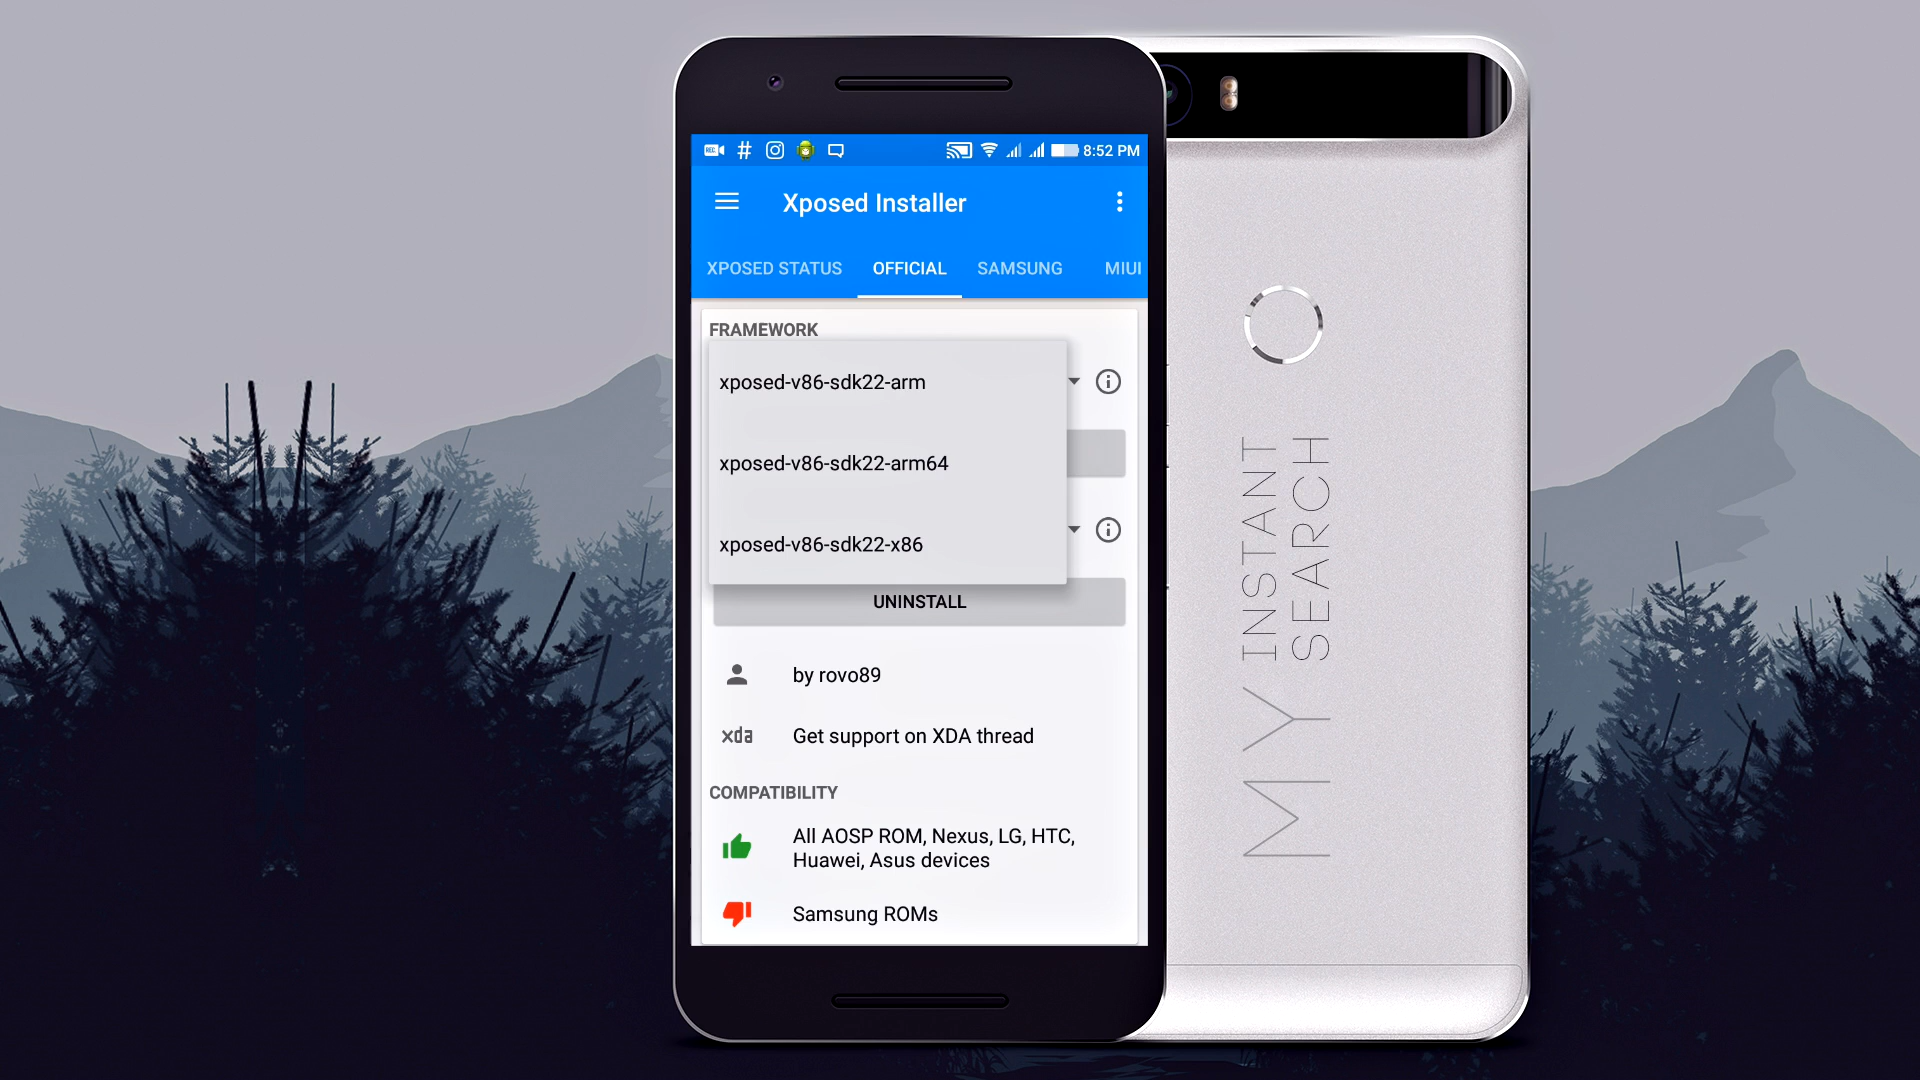 REC # 8:52 PM
Xposed Installer
XPOSED STATUS OFFICIAL SAMSUNG MIUI
FRAMEWORK
xposed-v86-sdk22-arm
xposed-v86-sdk22-arm64
xposed-v86-sdk22-x86
UNINSTALL
by rovo89
xda Get support on XDA thread
COMPATIBILITY
All AOSP ROM, Nexus, LG, HTC,
Huawei, Asus devices
Samsung ROMs
MY INSTANT
SEARCH